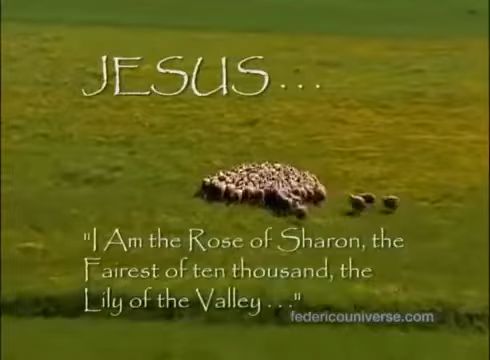 JESUS . . .
"I Am the Rose of Sharon, the
Fairest of ten thousand, the
Lily of the Valley . . ."
federicouniverse.com